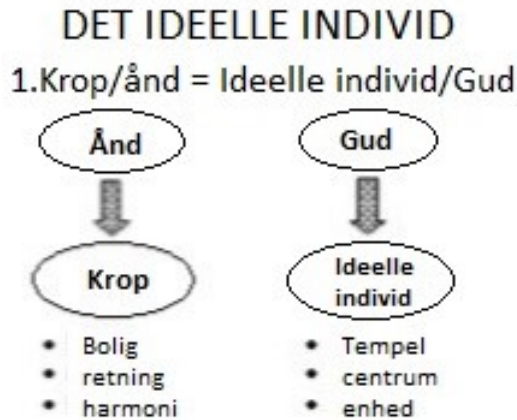 DET IDEELLE INDIVID
1.Krop/ånd = Ideelle individ/Gud
Ånd
Krop
• Bolig
• retning
• harmoni
Gud
Ideelle
individ
• Tempel
• centrum
• enhed